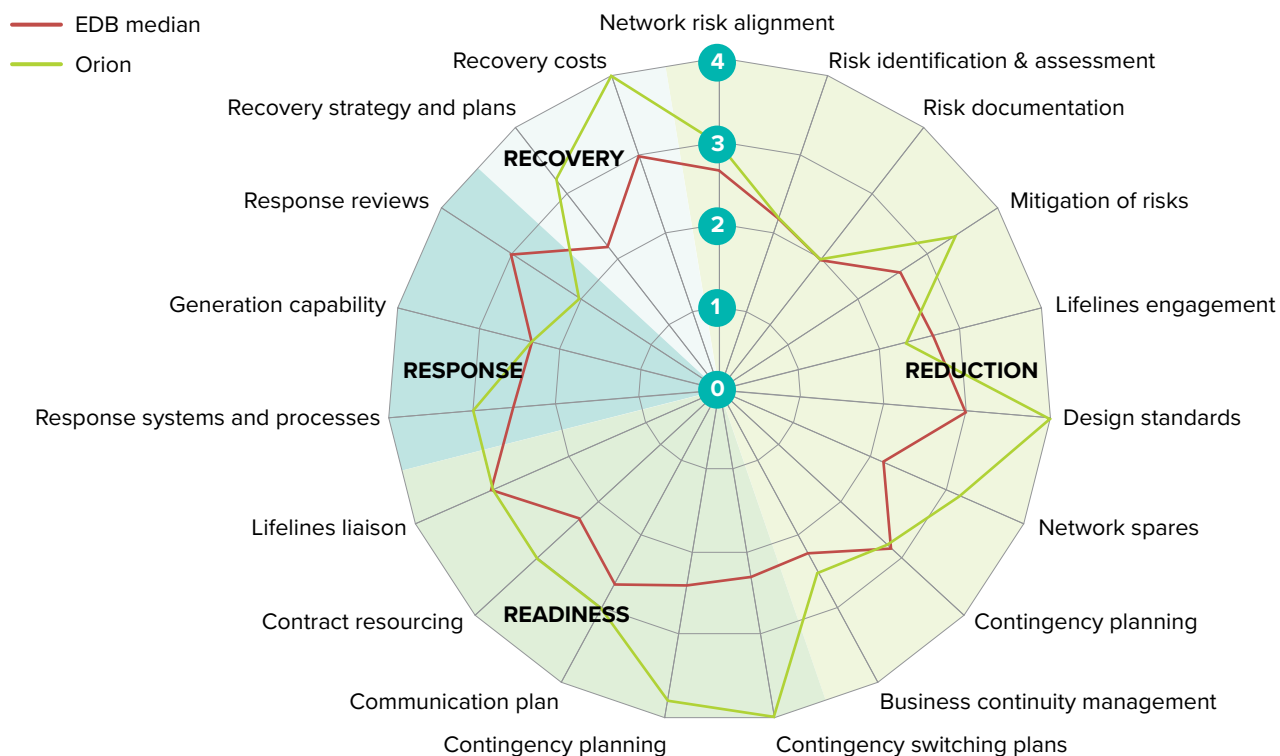 EDB median
Orion
Network risk alignment
Recovery costs
Risk identification & assessment
Recovery strategy and plans
Risk documentation
Response reviews
Mitigation of risks
Generation capability
Lifelines engagement
Response systems and processes
Design standards
Lifelines liaison
Network spares
Contract resourcing
Contingency planning
Communication plan
Business continuity management
Contingency planning
Contingency switching plans
RECOVERY
RESPONSE
REDUCTION
READINESS
4
3
2
1
0